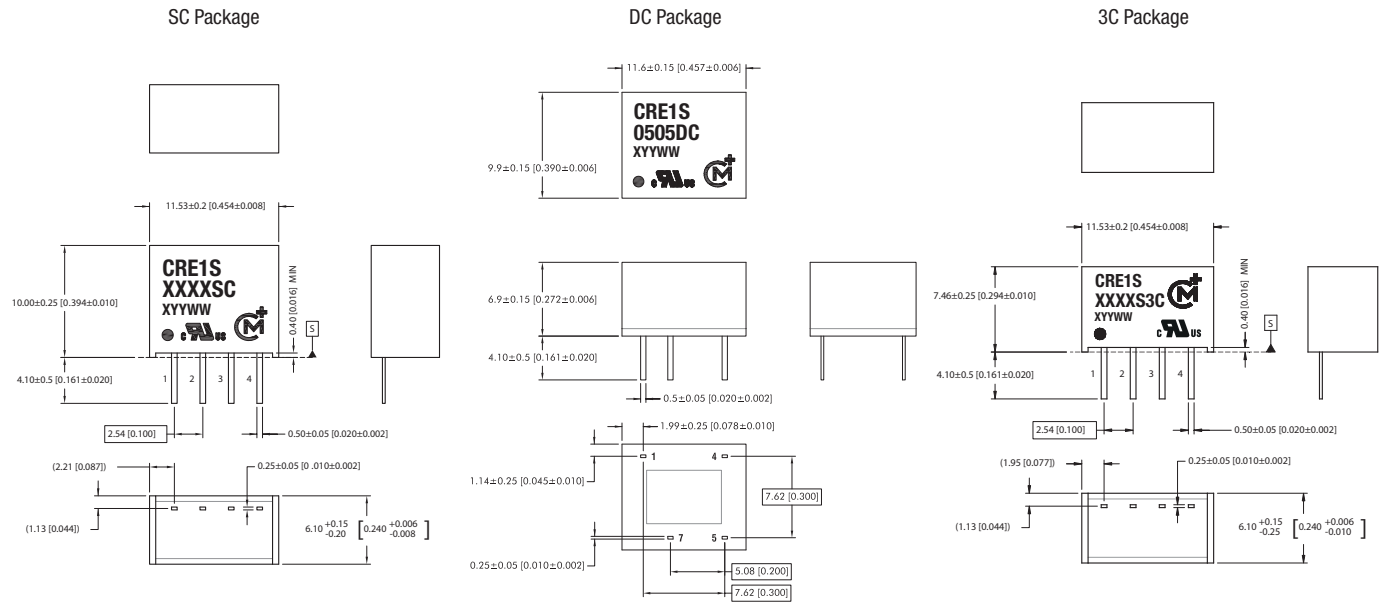 SC Package
11.53±0.2 [0.454±0.008]
CRE1S
XXXXSC
XYYWW
CM+
C RU US
10.00±0.25 [0.394±0.010]
0.40 [0.016] MIN
S
4.10±0.5 [0.161±0.020]
1 2 3 4
2.54 [0.100]
0.50±0.05 [0.020±0.002]
(2.21 [0.087])
0.25±0.05 [0 .010±0.002]
(1.13 [0.044])
6.10 +0.15 -0.20 [0.240 +0.006 -0.008]
DC Package
11.6±0.15 [0.457±0.006]
CRE1S
0505DC
XYYWW
C RU US
CM+
9.9±0.15 [0.390±0.006]
6.9±0.15 [0.272±0.006]
4.10±0.5 [0.161±0.020]
0.5±0.05 [0.020±0.002]
1.99±0.25 [0.078±0.010]
1 4
1.14±0.25 [0.045±0.010]
7.62 [0.300]
7 5
0.25±0.05 [0.010±0.002]
5.08 [0.200]
7.62 [0.300]
3C Package
11.53±0.2 [0.454±0.008]
CRE1S
XXXXS3C
XYYWW
CM+
C RU US
7.46±0.25 [0.294±0.010]
0.40 [0.016] MIN
S
4.10±0.5 [0.161±0.020]
1 2 3 4
2.54 [0.100]
0.50±0.05 [0.020±0.002]
(1.95 [0.077])
0.25±0.05 [0.010±0.002]
(1.13 [0.044])
6.10 +0.15 -0.25 [0.240 +0.006 -0.010]